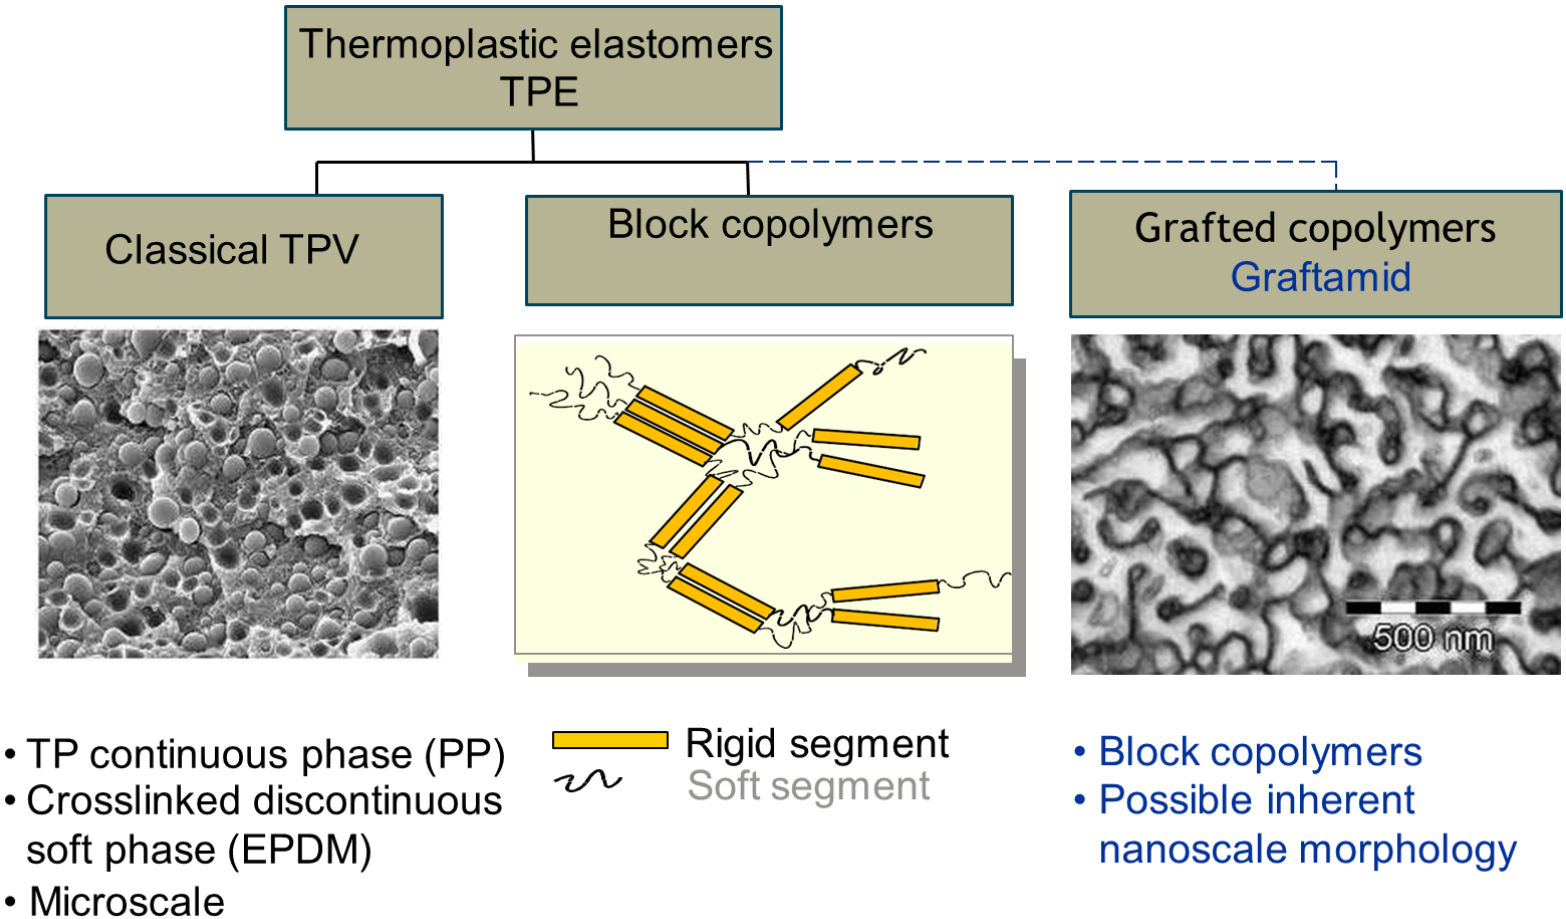 Thermoplastic elastomers
TPE
Classical TPV
Block copolymers
Grafted copolymers
Graftamid
500 nm
• TP continuous phase (PP)
• Crosslinked discontinuous
soft phase (EPDM)
• Microscale
Rigid segment
Soft segment
• Block copolymers
• Possible inherent
nanoscale morphology